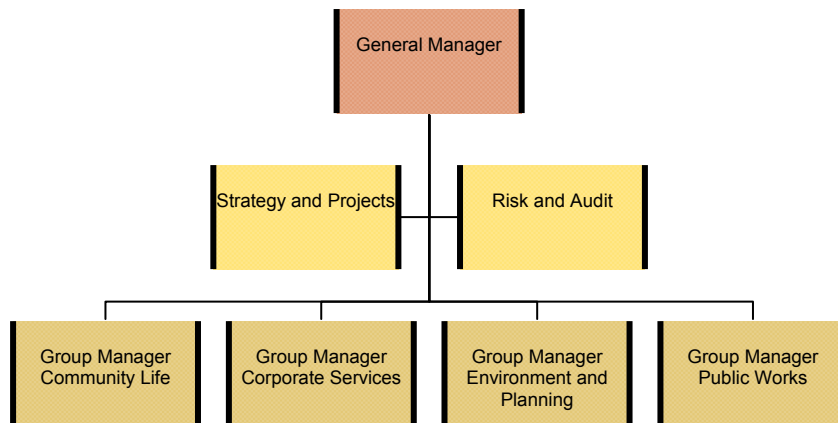 General Manager
Strategy and Projects
Risk and Audit
Group Manager
Community Life
Group Manager
Corporate Services
Group Manager
Environment and
Planning
Group Manager
Public Works